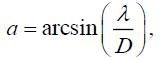 a = arcsin(λ/D),